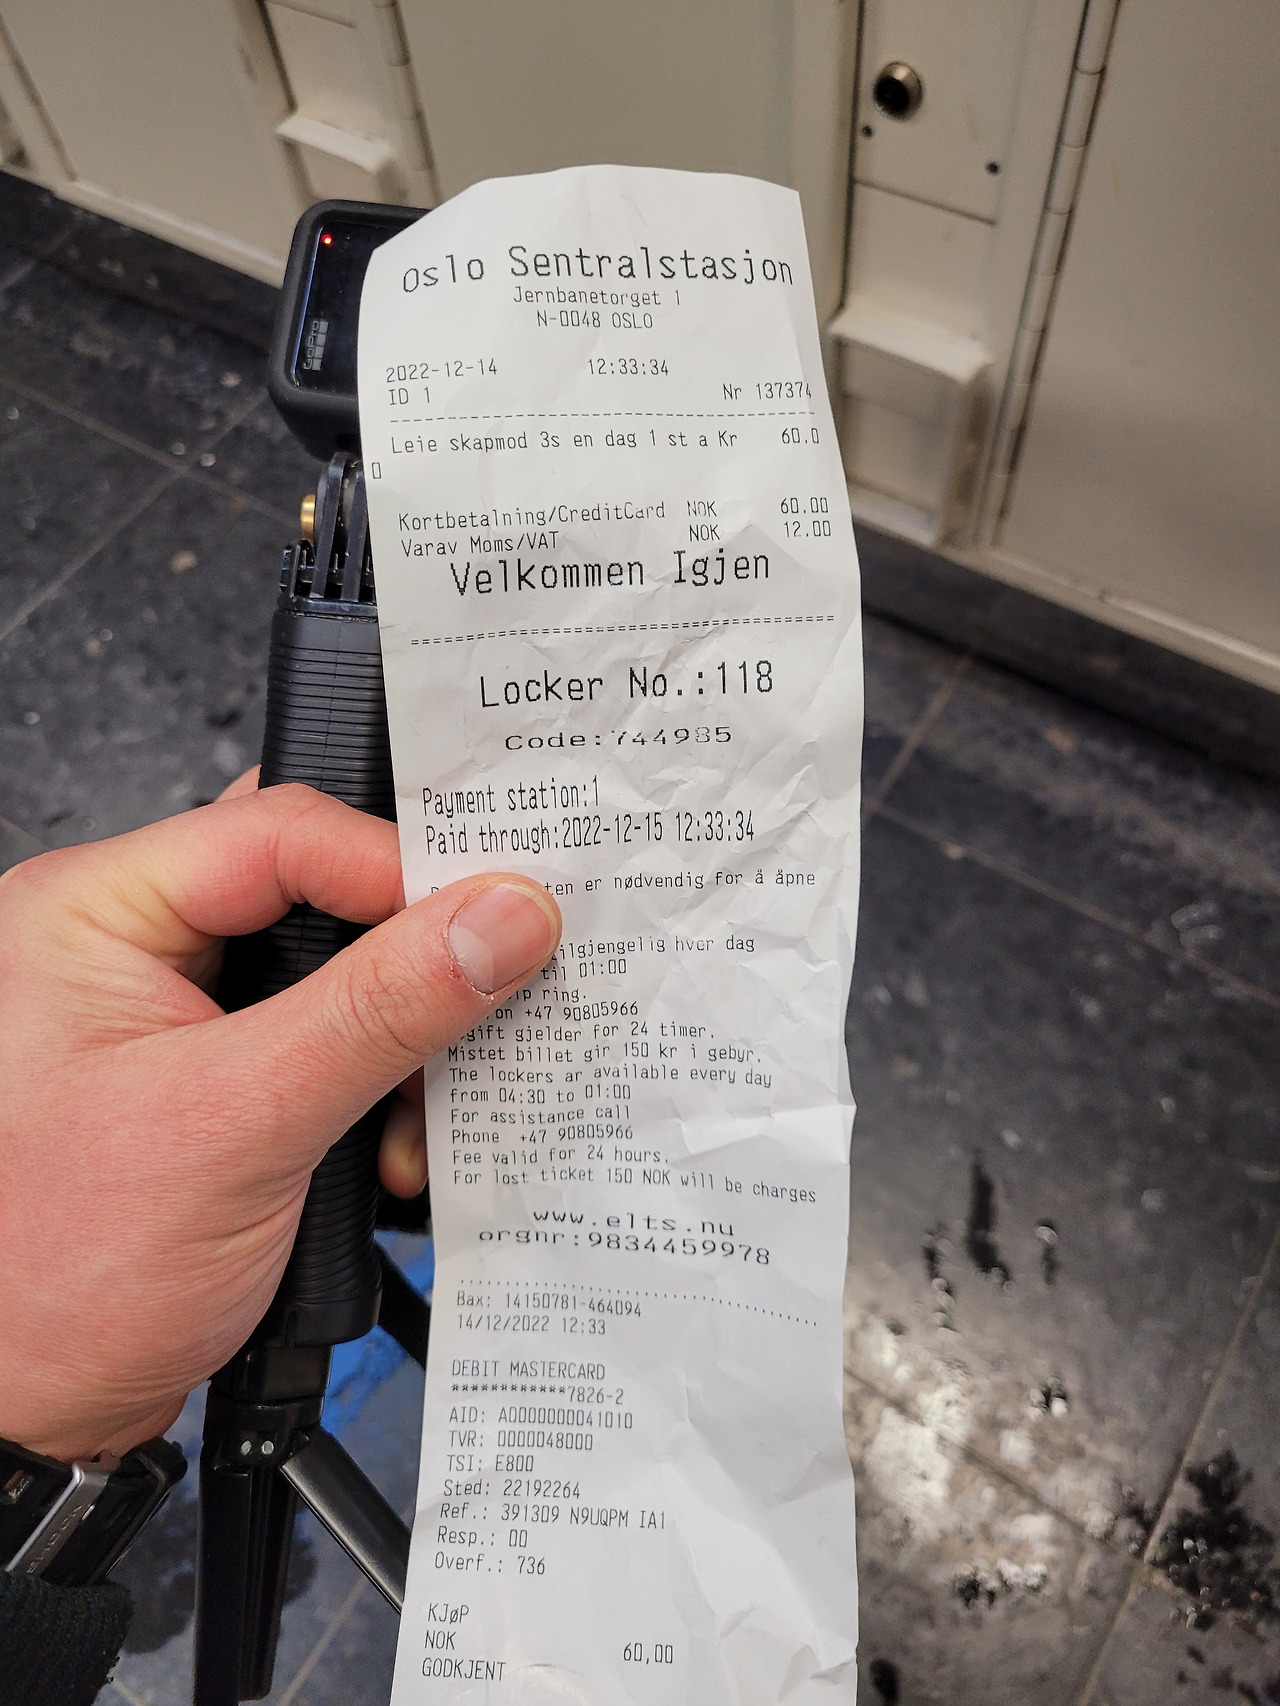 GoPro
Oslo Sentralstasjon
Jernbanetorget 1
N-0048 OSLO
2022-12-14 12:33:34
ID 1 Nr 137374
Leie skapmod 3s en dag 1 st a Kr 60.0
0
Kortbetalning/CreditCard NOK 60.00
Varav Moms/VAT NOK 12.00
Velkommen Igjen
Locker No.:118
Code:744985
Payment station:1
Paid through:2022-12-15 12:33:34
er nødvendig for å åpne
hver dag
til 01:00
ring.
+47 90805966
gjelder for 24 timer.
Mistet billet gir 150 kr i gebyr.
The lockers ar available every day
from 04:30 to 01:00
For assistance call
Phone +47 90805966
Fee valid for 24 hours.
For lost ticket 150 NOK will be charges
www.elts.nu
orgnr:9834459978
Bax: 14150781-464094
14/12/2022 12:33
DEBIT MASTERCARD
************7826-2
AID: A0000000041010
TVR: 0000048000
TSI: E800
Sted: 22192264
Ref.: 391309 N9UQPM IA1
Resp.: 00
Overf.: 736
KJøP
NOK 60,00
GODKJENT